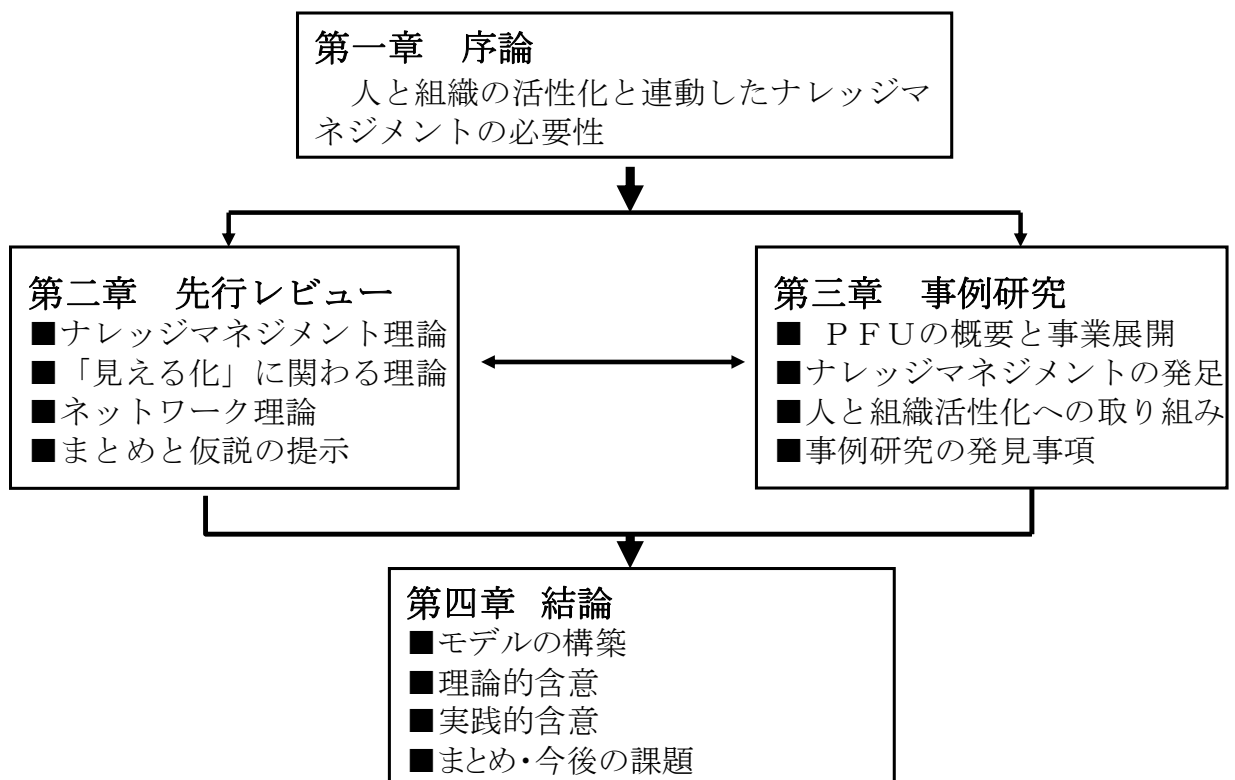 第一章　序論
人と組織の活性化と連動したナレッジマ
ネジメントの必要性
第二章　先行レビュー
■ナレッジマネジメント理論
■「見える化」に関わる理論
■ネットワーク理論
■まとめと仮説の提示
第三章　事例研究
■　ＰＦＵの概要と事業展開
■ナレッジマネジメントの発足
■人と組織活性化への取り組み
■事例研究の発見事項
第四章 結論
■モデルの構築
■理論的含意
■実践的含意
■まとめ・今後の課題